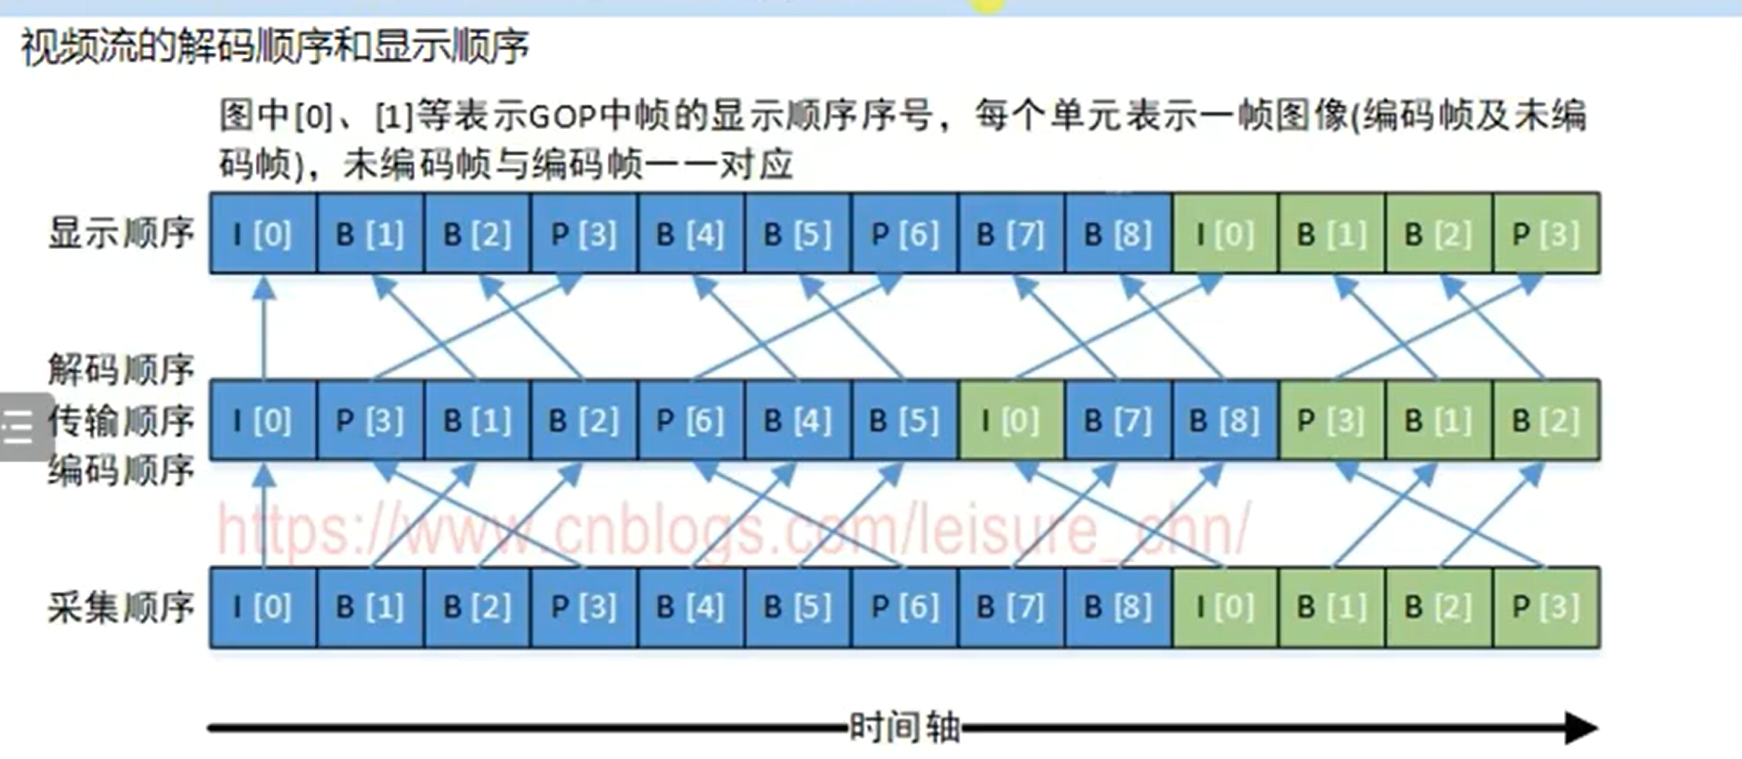 视频流的解码顺序和显示顺序
图中[0]、[1]等表示GOP中帧的显示顺序序号，每个单元表示一帧图像(编码帧及未编
码帧)，未编码帧与编码帧一一对应
显示顺序 I [0] B [1] B [2] P [3] B [4] B [5] P [6] B [7] B [8] I [0] B [1] B [2] P [3]
解码顺序
传输顺序 I [0] P [3] B [1] B [2] P [6] B [4] B [5] I [0] B [7] B [8] P [3] B [1] B [2]
编码顺序
https://www.cnblogs.com/leisure_chn/
采集顺序 I [0] B [1] B [2] P [3] B [4] B [5] P [6] B [7] B [8] I [0] B [1] B [2] P [3]
时间轴